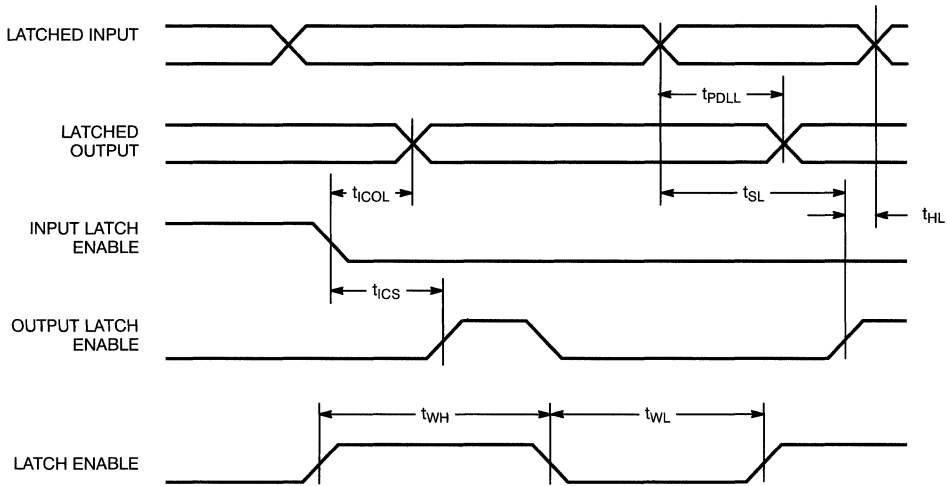 LATCHED INPUT
tPDLL
LATCHED
OUTPUT
tICOL
tSL
tHL
INPUT LATCH
ENABLE
tICS
OUTPUT LATCH
ENABLE
tWH
tWL
LATCH ENABLE